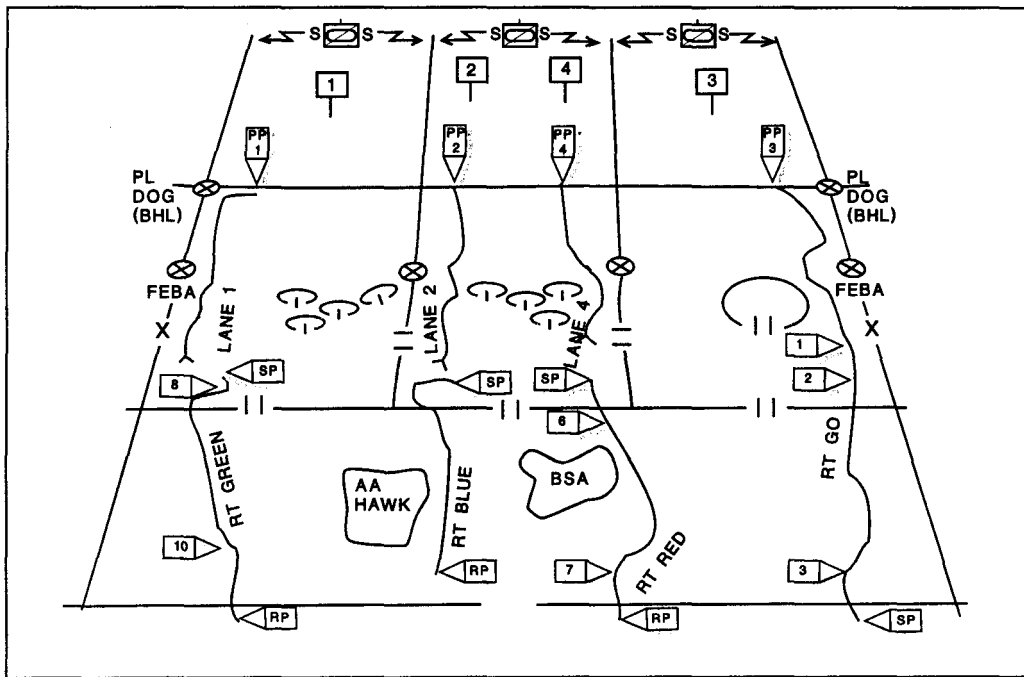 S S S S S S
1 2 4 3
PP 1
PP 2
PP 4
PP 3
PL DOG (BHL)
PL DOG (BHL)
FEBA
FEBA
X
X
LANE 1
LANE 2
LANE 4
1
SP
8
SP
SP
2
6
RT GREEN
RT BLUE
RT GO
AA HAWK
BSA
10
RP
7
RT RED
3
RP
RP
SP